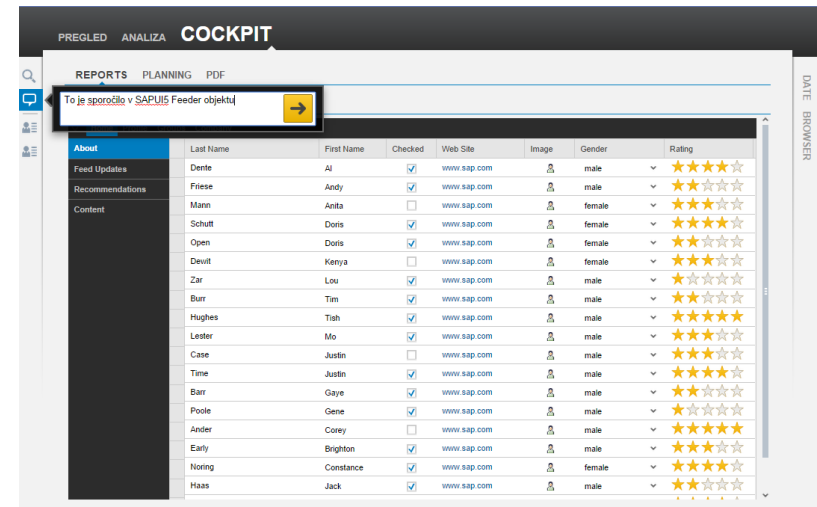 PREGLED ANALIZA COCKPIT
REPORTS PLANNING PDF
To je sporočilo v SAPUI5 Feeder objektu
DATE BROWSER
About
Feed Updates
Recommendations
Content
Last Name First Name Checked Web Site Image Gender Rating
Dente Al www.sap.com male
Friese Andy www.sap.com male
Mann Anita www.sap.com female
Schutt Doris www.sap.com female
Open Doris www.sap.com female
Dewit Kenya www.sap.com female
Zar Lou www.sap.com male
Burr Tim www.sap.com male
Hughes Tish www.sap.com male
Lester Mo www.sap.com male
Case Justin www.sap.com male
Time Justin www.sap.com male
Barr Gaye www.sap.com male
Poole Gene www.sap.com male
Ander Corey www.sap.com male
Early Brighton www.sap.com male
Noring Constance www.sap.com female
Haas Jack www.sap.com male